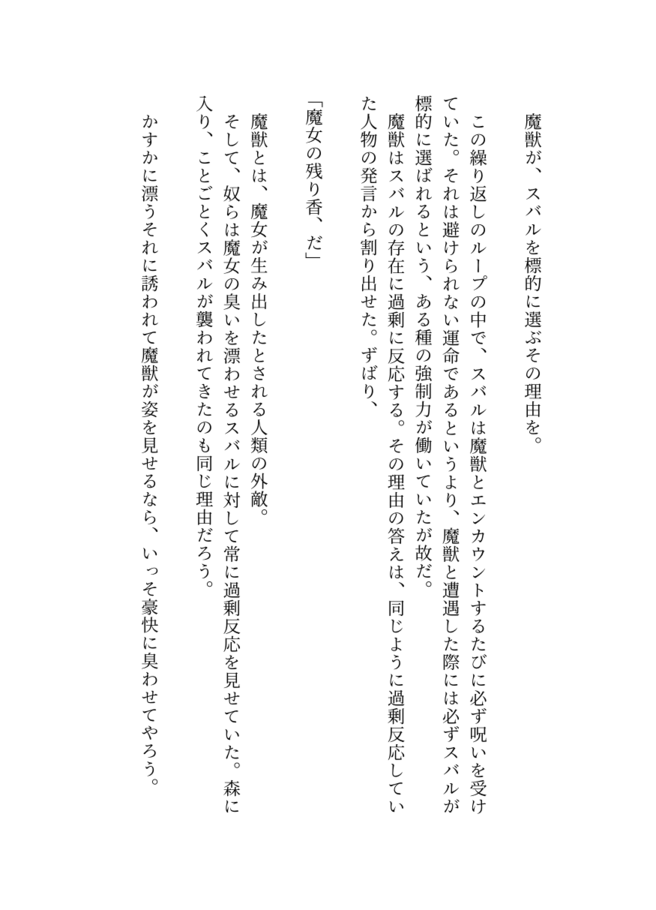 魔獣が、スバルを標的に選ぶその理由を。
この繰り返しのループの中で、スバルは魔獣とエンカウントするたびに必ず呪いを受け
ていた。それは避けられない運命であるというより、魔獣と遭遇した際には必ずスバルが
標的に選ばれるという、ある種の強制力が働いていたが故だ。
魔獣はスバルの存在に過剰に反応する。その理由の答えは、同じように過剰反応してい
た人物の発言から割り出せた。ずばり、
「魔女の残り香、だ」
魔獣とは、魔女が生み出したとされる人類の外敵。
そして、奴らは魔女の臭いを漂わせるスバルに対して常に過剰反応を見せていた。森に
入り、ことごとくスバルが襲われてきたのも同じ理由だろう。
かすかに漂うそれに誘われて魔獣が姿を見せるなら、いっそ豪快に臭わせてやろう。